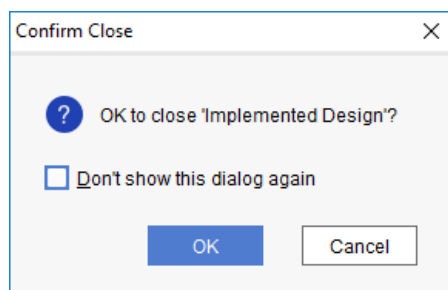 Confirm Close
? OK to close 'Implemented Design'?
Don't show this dialog again
OK Cancel